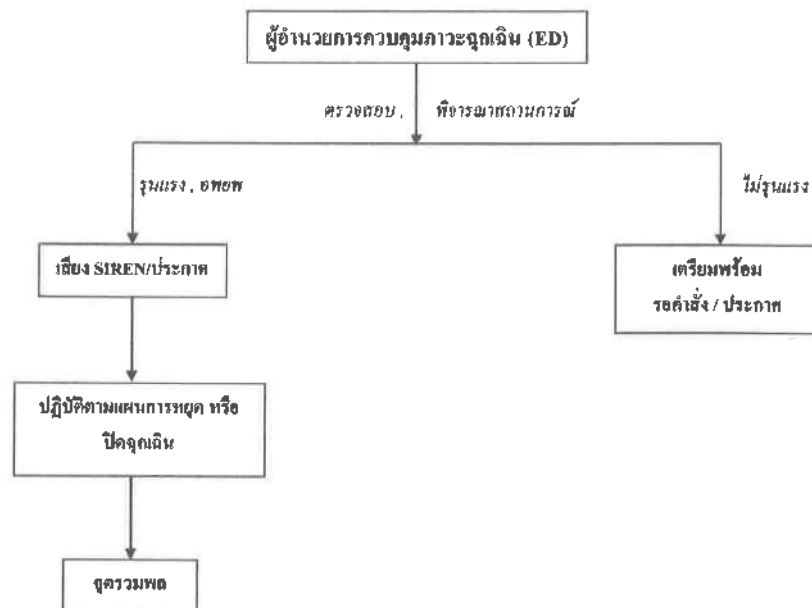 ผู้อำนวยการควบคุมภาวะฉุกเฉิน (ED)
ตรวจสอบ , พิจารณาสถานการณ์
รุนแรง , อพยพ
ไม่รุนแรง
เสียง SIREN/ประกาศ
เตรียมพร้อม
รอคำสั่ง / ประกาศ
ปฏิบัติตามแผนการหยุด หรือ
ปิดฉุกเฉิน
จุดรวมพล